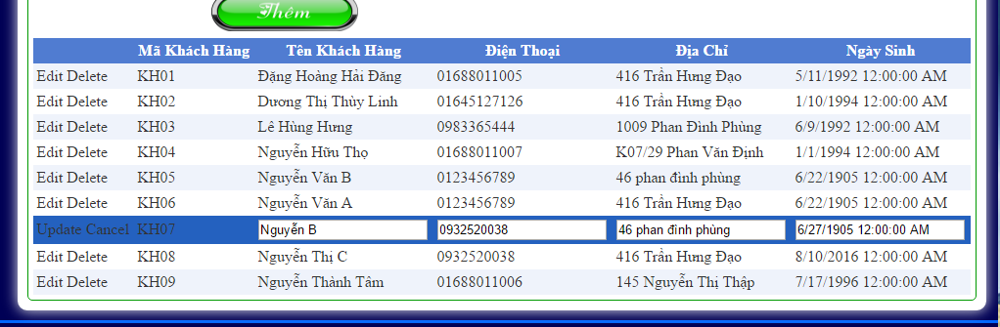 Thêm
Mã Khách Hàng Tên Khách Hàng Điện Thoại Địa Chỉ Ngày Sinh
Edit Delete KH01 Đặng Hoàng Hải Đăng 01688011005 416 Trần Hưng Đạo 5/11/1992 12:00:00 AM
Edit Delete KH02 Dương Thị Thùy Linh 01645127126 416 Trần Hưng Đạo 1/10/1994 12:00:00 AM
Edit Delete KH03 Lê Hùng Hưng 0983365444 1009 Phan Đình Phùng 6/9/1992 12:00:00 AM
Edit Delete KH04 Nguyễn Hữu Thọ 01688011007 K07/29 Phan Văn Định 1/1/1994 12:00:00 AM
Edit Delete KH05 Nguyễn Văn B 0123456789 46 phan đình phùng 6/22/1905 12:00:00 AM
Edit Delete KH06 Nguyễn Văn A 0123456789 416 Trần Hưng Đạo 6/22/1905 12:00:00 AM
Update Cancel KH07 Nguyễn B 0932520038 46 phan đình phùng 6/27/1905 12:00:00 AM
Edit Delete KH08 Nguyễn Thị C 0932520038 416 Trần Hưng Đạo 8/10/2016 12:00:00 AM
Edit Delete KH09 Nguyễn Thành Tâm 01688011006 145 Nguyễn Thị Thập 7/17/1996 12:00:00 AM